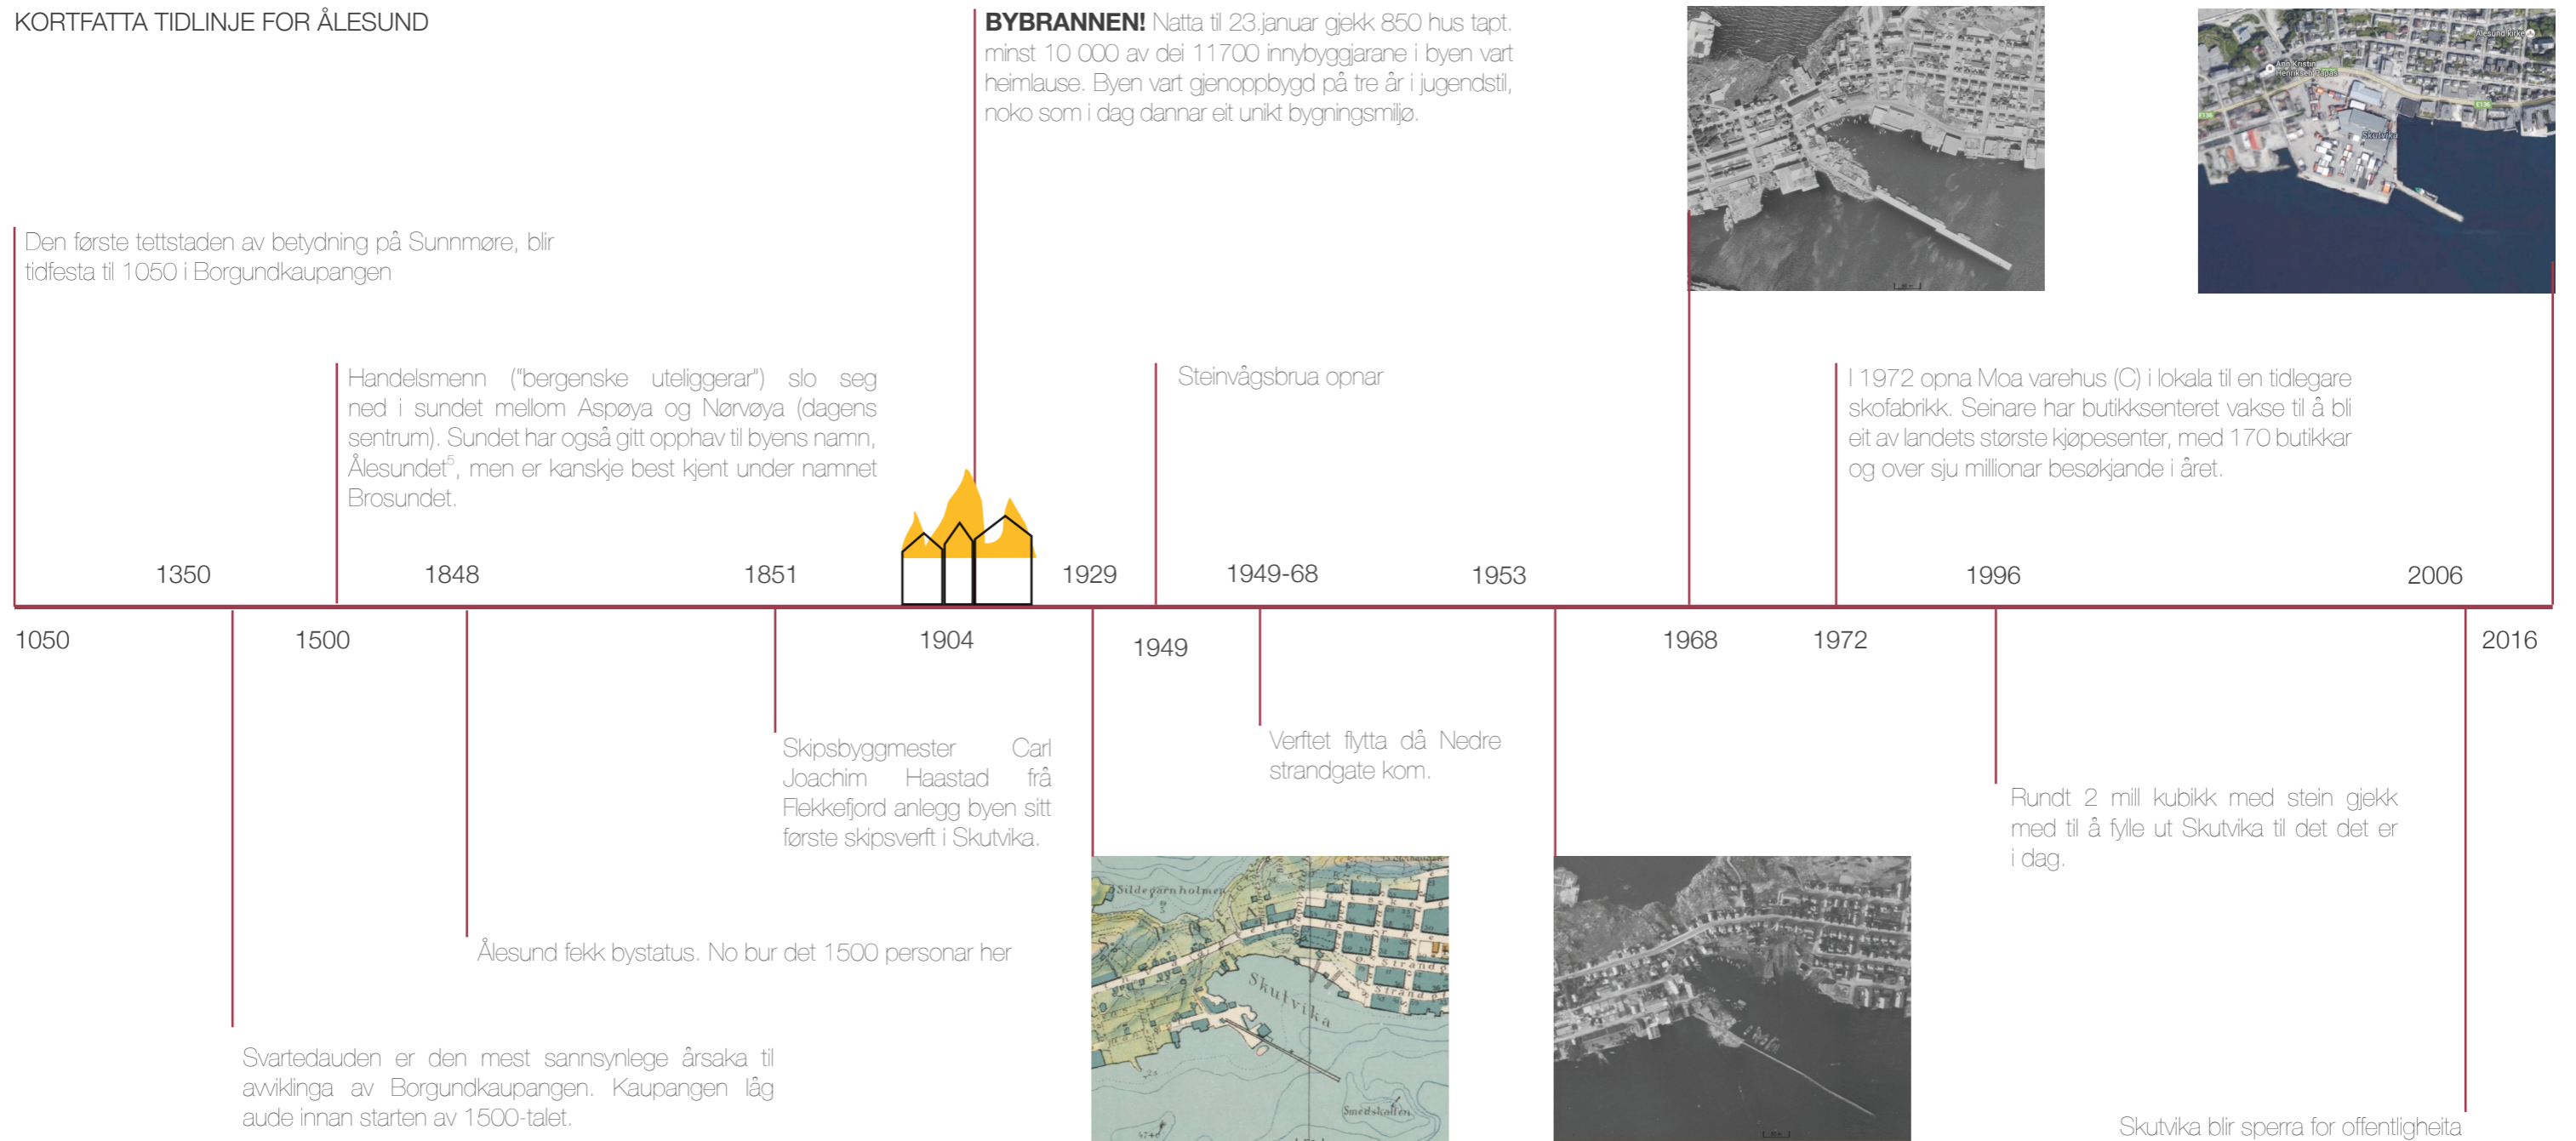 KORTFATTA TIDLINJE FOR ÅLESUND
BYBRANNEN! Natta til 23.januar gjekk 850 hus tapt.
minst 10 000 av dei 11700 innybyggjarane i byen vart
heimlause. Byen vart gjenoppbygd på tre år i jugendstil,
noko som i dag dannar eit unikt bygningsmiljø.
Ålesund kirke
Ann Kristin
E136
E136
Skutvika
Den første tettstaden av betydning på Sunnmøre, blir
tidfesta til 1050 i Borgundkaupangen
Handelsmenn ("bergenske uteliggerar") slo seg
ned i sundet mellom Aspøya og Nørvøya (dagens
sentrum). Sundet har også gitt opphav til byens namn,
Ålesundet5, men er kanskje best kjent under namnet
Brosundet.
Steinvågsbrua opnar
I 1972 opna Moa varehus (C) i lokala til en tidlegare
skofabrikk. Seinare har butikksenteret vakse til å bli
eit av landets største kjøpesenter, med 170 butikkar
og over sju millionar besøkjande i året.
1350
1848
1851
1929
1949-68
1953
1996
2006
1050
1500
1904
1949
1968
1972
2016
Skipsbyggmester Carl
Joachim Haastad frå
Flekkefjord anlegg byen sitt
første skipsverft i Skutvika.
Verftet flytta då Nedre
strandgate kom.
Rundt 2 mill kubikk med stein gjekk
med til å fylle ut Skutvika til det det er
i dag.
Ålesund fekk bystatus. No bur det 1500 personar her
Sildegarnholmen
Skutvika
Smedskallen
Svartedauden er den mest sannsynlege årsaka til
avviklinga av Borgundkaupangen. Kaupangen låg
aude innan starten av 1500-talet.
Skutvika blir sperra for offentligheita